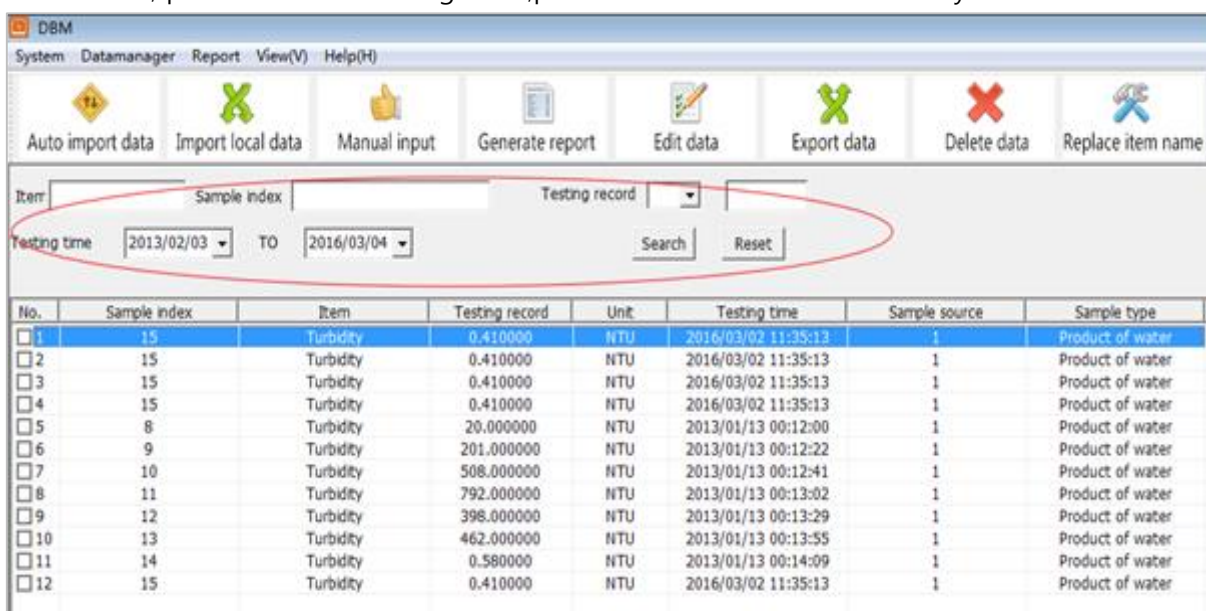 DBM
System Datamanager Report View(V) Help(H)
Auto import data Import local data Manual input Generate report Edit data Export data Delete data Replace item name
Item Sample index Testing record
Testing time 2013/02/03 TO 2016/03/04 Search Reset
No. Sample index Item Testing record Unit Testing time Sample source Sample type
1 15 Turbidity 0.410000 NTU 2016/03/02 11:35:13 1 Product of water
2 15 Turbidity 0.410000 NTU 2016/03/02 11:35:13 1 Product of water
3 15 Turbidity 0.410000 NTU 2016/03/02 11:35:13 1 Product of water
4 15 Turbidity 0.410000 NTU 2016/03/02 11:35:13 1 Product of water
5 8 Turbidity 20.000000 NTU 2013/01/13 00:12:00 1 Product of water
6 9 Turbidity 201.000000 NTU 2013/01/13 00:12:22 1 Product of water
7 10 Turbidity 508.000000 NTU 2013/01/13 00:12:41 1 Product of water
8 11 Turbidity 792.000000 NTU 2013/01/13 00:13:02 1 Product of water
9 12 Turbidity 398.000000 NTU 2013/01/13 00:13:29 1 Product of water
10 13 Turbidity 462.000000 NTU 2013/01/13 00:13:55 1 Product of water
11 14 Turbidity 0.580000 NTU 2013/01/13 00:14:09 1 Product of water
12 15 Turbidity 0.410000 NTU 2016/03/02 11:35:13 1 Product of water